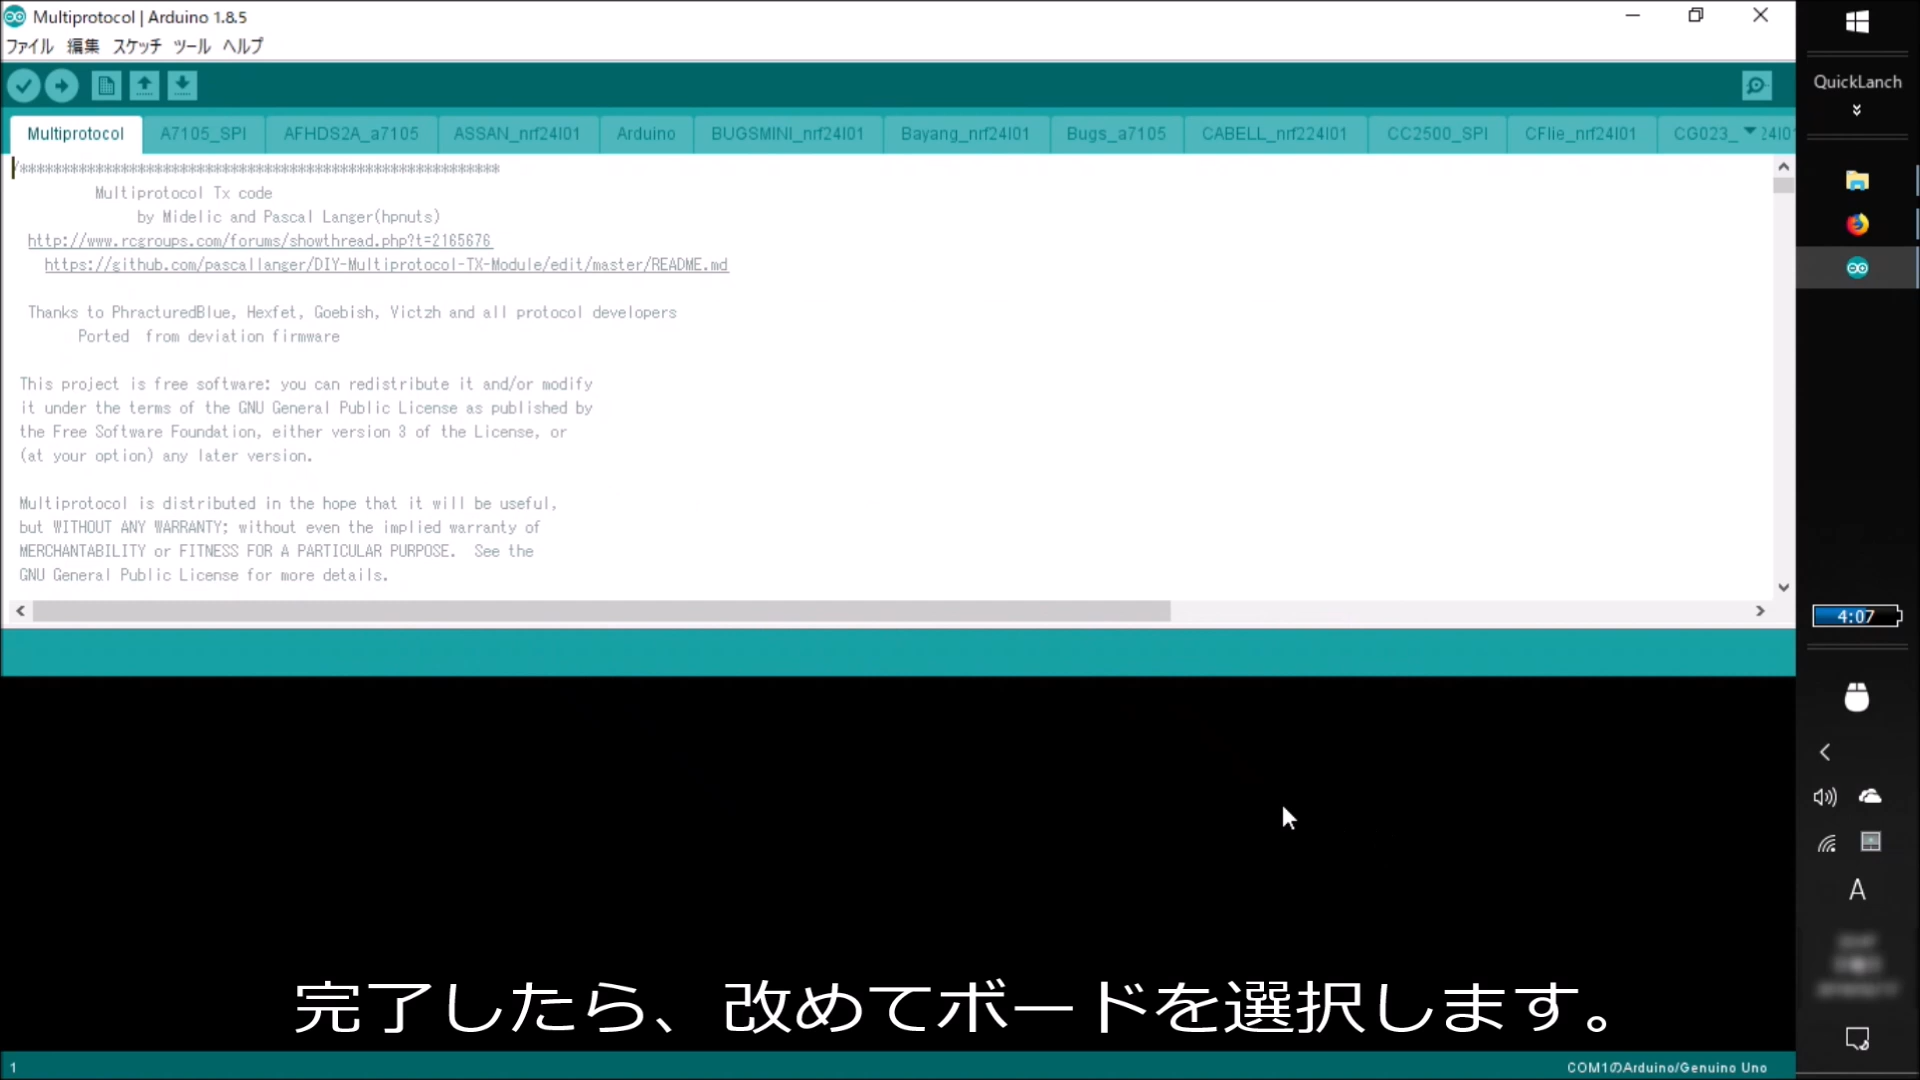 Multiprotocol | Arduino 1.8.5
ファイル 編集 スケッチ ツール ヘルプ
QuickLanch
Multiprotocol A7105_SPI AFHDS2A_a7105 ASSAN_nrf24l01 Arduino BUGSMINI_nrf24l01 Bayang_nrf24l01 Bugs_a7105 CABELL_nrf224l01 CC2500_SPI CFlie_nrf24l01 CG023_ 24l01
/*********************************************************
Multiprotocol Tx code
by Midelic and Pascal Langer(hpnuts)
http://www.rcgroups.com/forums/showthread.php?t=2165676
https://github.com/pascallanger/DIY-Multiprotocol-TX-Module/edit/master/README.md
Thanks to PhracturedBlue, Hexfet, Goebish, Victzh and all protocol developers
Ported from deviation firmware
This project is free software: you can redistribute it and/or modify
it under the terms of the GNU General Public License as published by
the Free Software Foundation, either version 3 of the License, or
(at your option) any later version.
Multiprotocol is distributed in the hope that it will be useful,
but WITHOUT ANY WARRANTY; without even the implied warranty of
MERCHANTABILITY or FITNESS FOR A PARTICULAR PURPOSE. See the
GNU General Public License for more details.
4:07
A
完了したら、改めてボードを選択します。
1
COM1のArduino/Genuino Uno